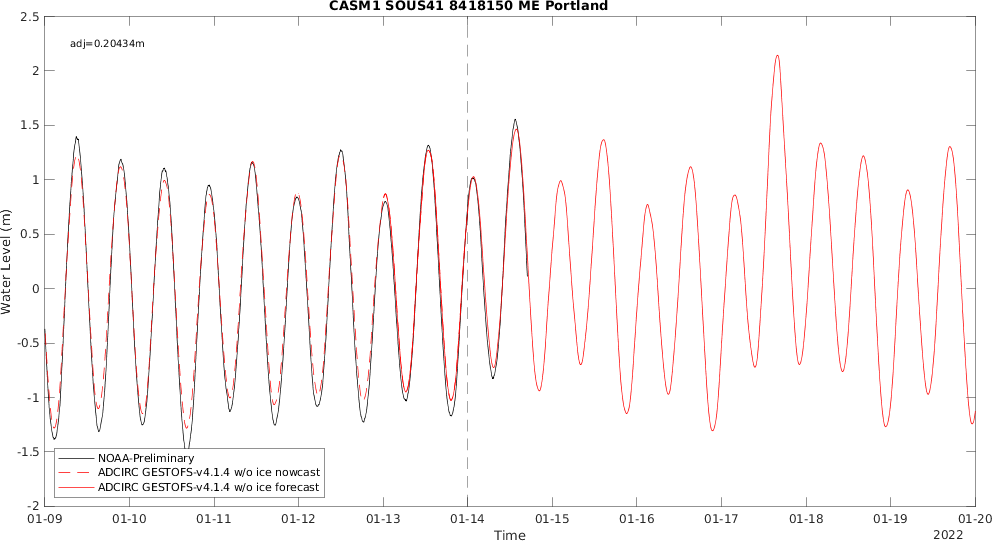 CASM1 SOUS41 8418150 ME Portland
adj=0.20434m
2.5
2
1.5
1
0.5
0
-0.5
-1
-1.5
-2
Water Level (m)
NOAA-Preliminary
ADCIRC GESTOFS-v4.1.4 w/o ice nowcast
ADCIRC GESTOFS-v4.1.4 w/o ice forecast
01-09 01-10 01-11 01-12 01-13 01-14 01-15 01-16 01-17 01-18 01-19 01-20
Time
2022